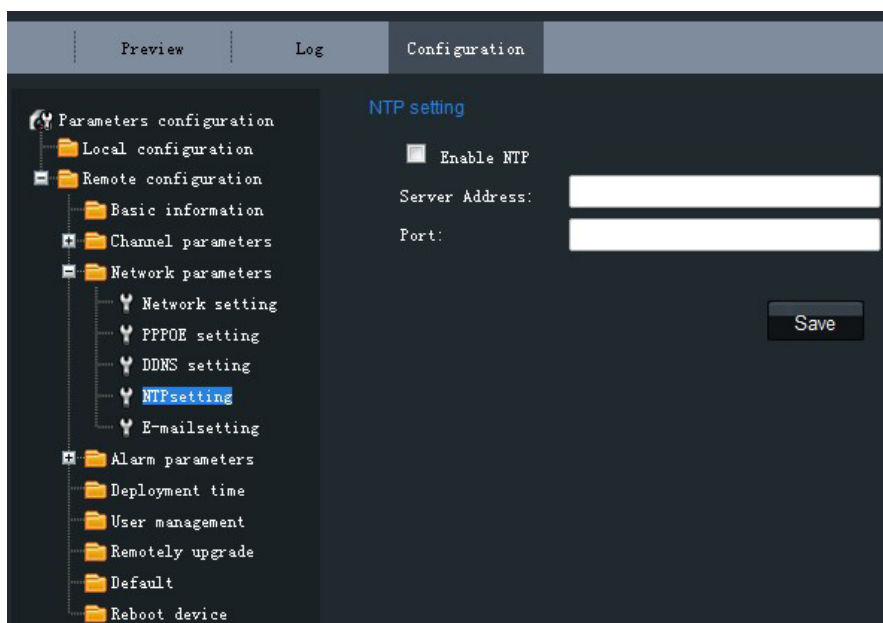 Preview
Log
Configuration
Parameters configuration
Local configuration
Remote configuration
Basic information
Channel parameters
Network parameters
Network setting
PPPOE setting
DDNS setting
NTPsetting
E-mailsetting
Alarm parameters
Deployment time
User management
Remotely upgrade
Default
Reboot device
NTP setting
Enable NTP
Server Address:
Port:
Save